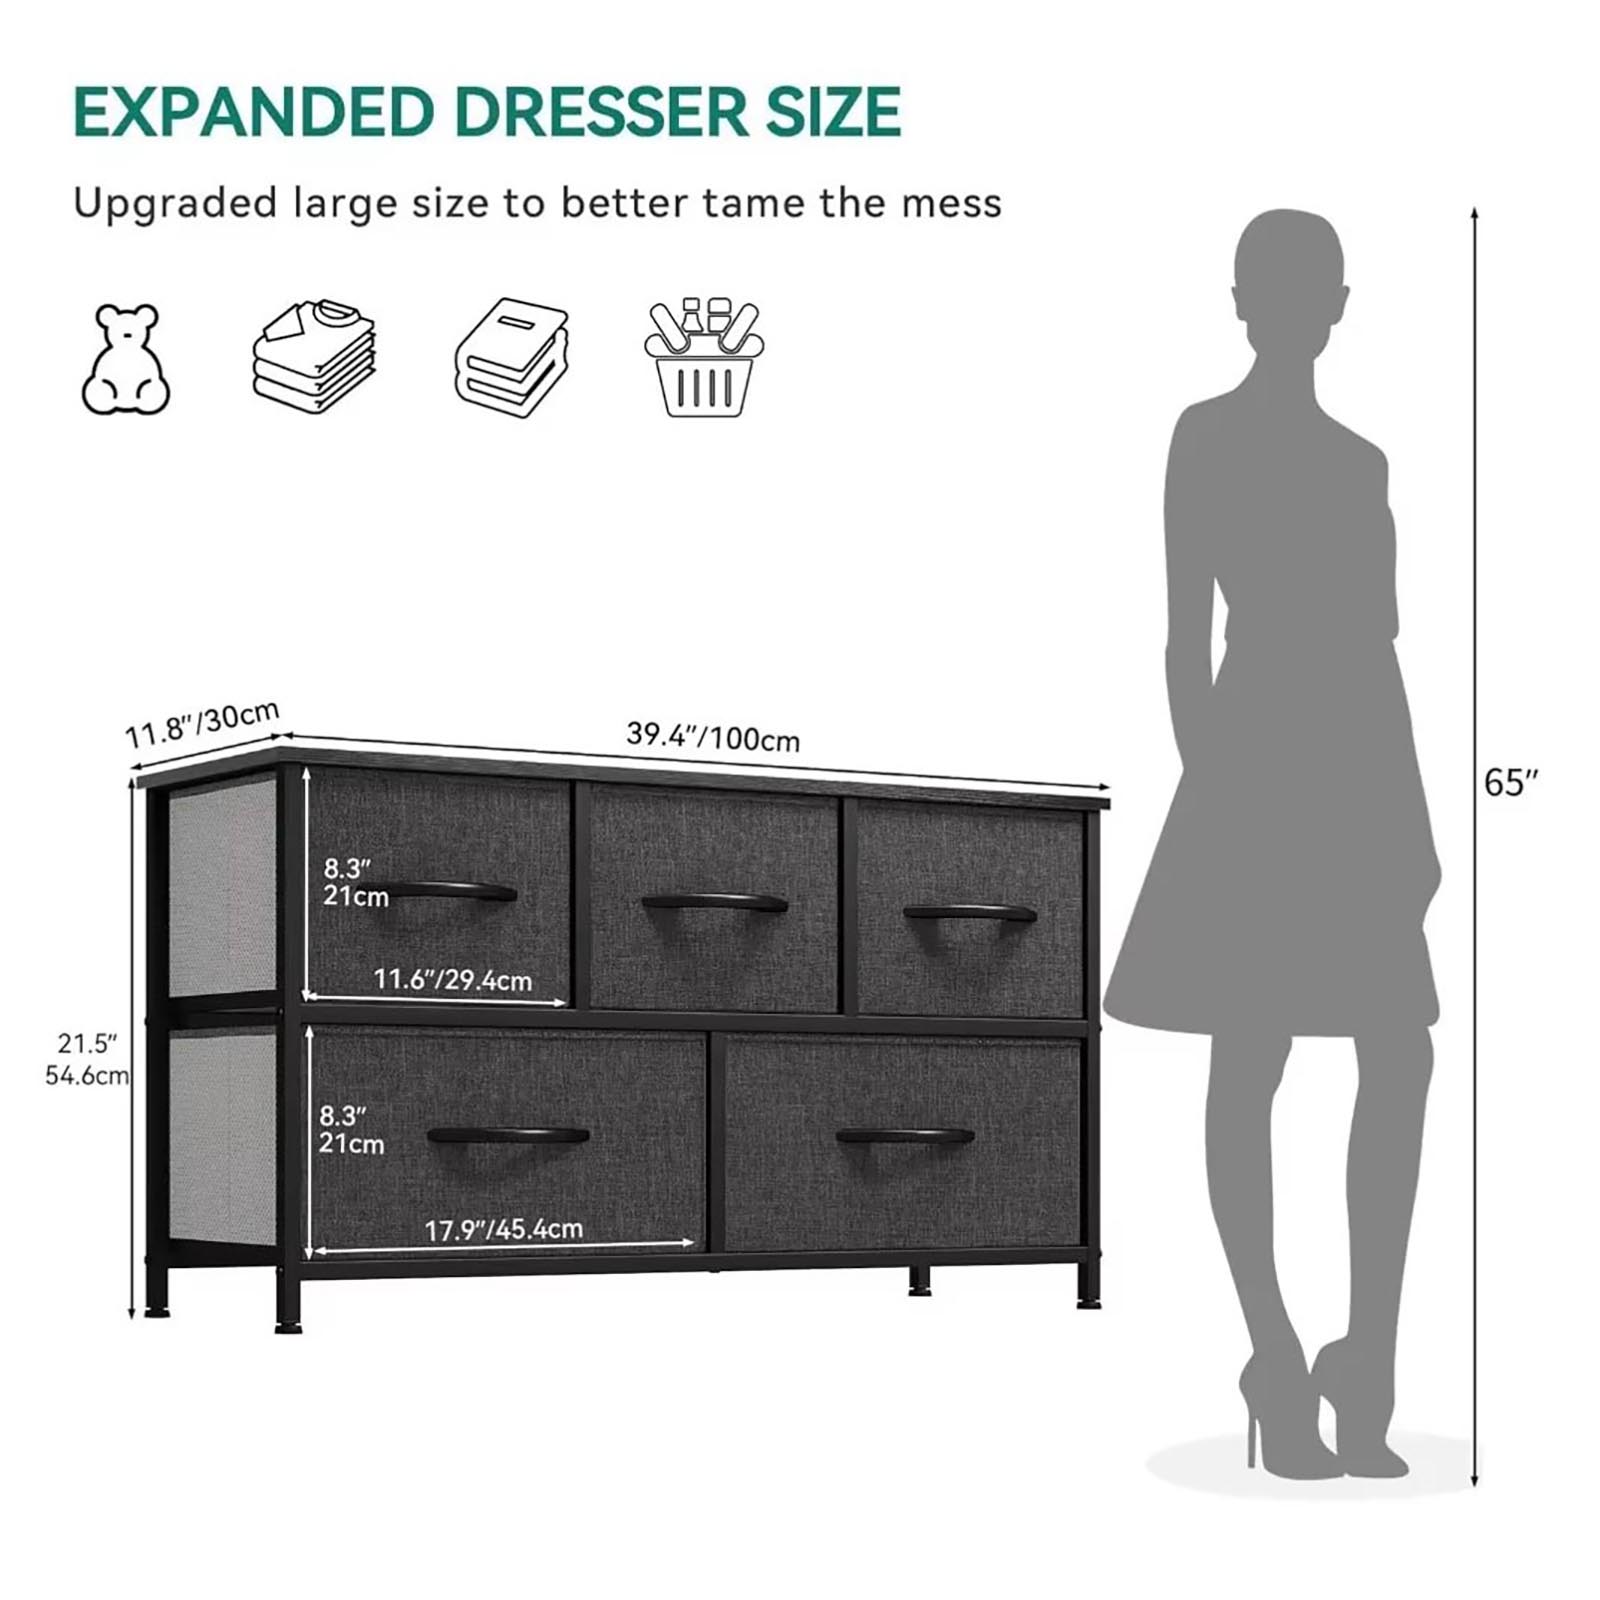 EXPANDED DRESSER SIZE
Upgraded large size to better tame the mess
11.8"/30cm
39.4"/100cm
65"
8.3"
21cm
11.6"/29.4cm
21.5"
54.6cm
8.3"
21cm
17.9"/45.4cm